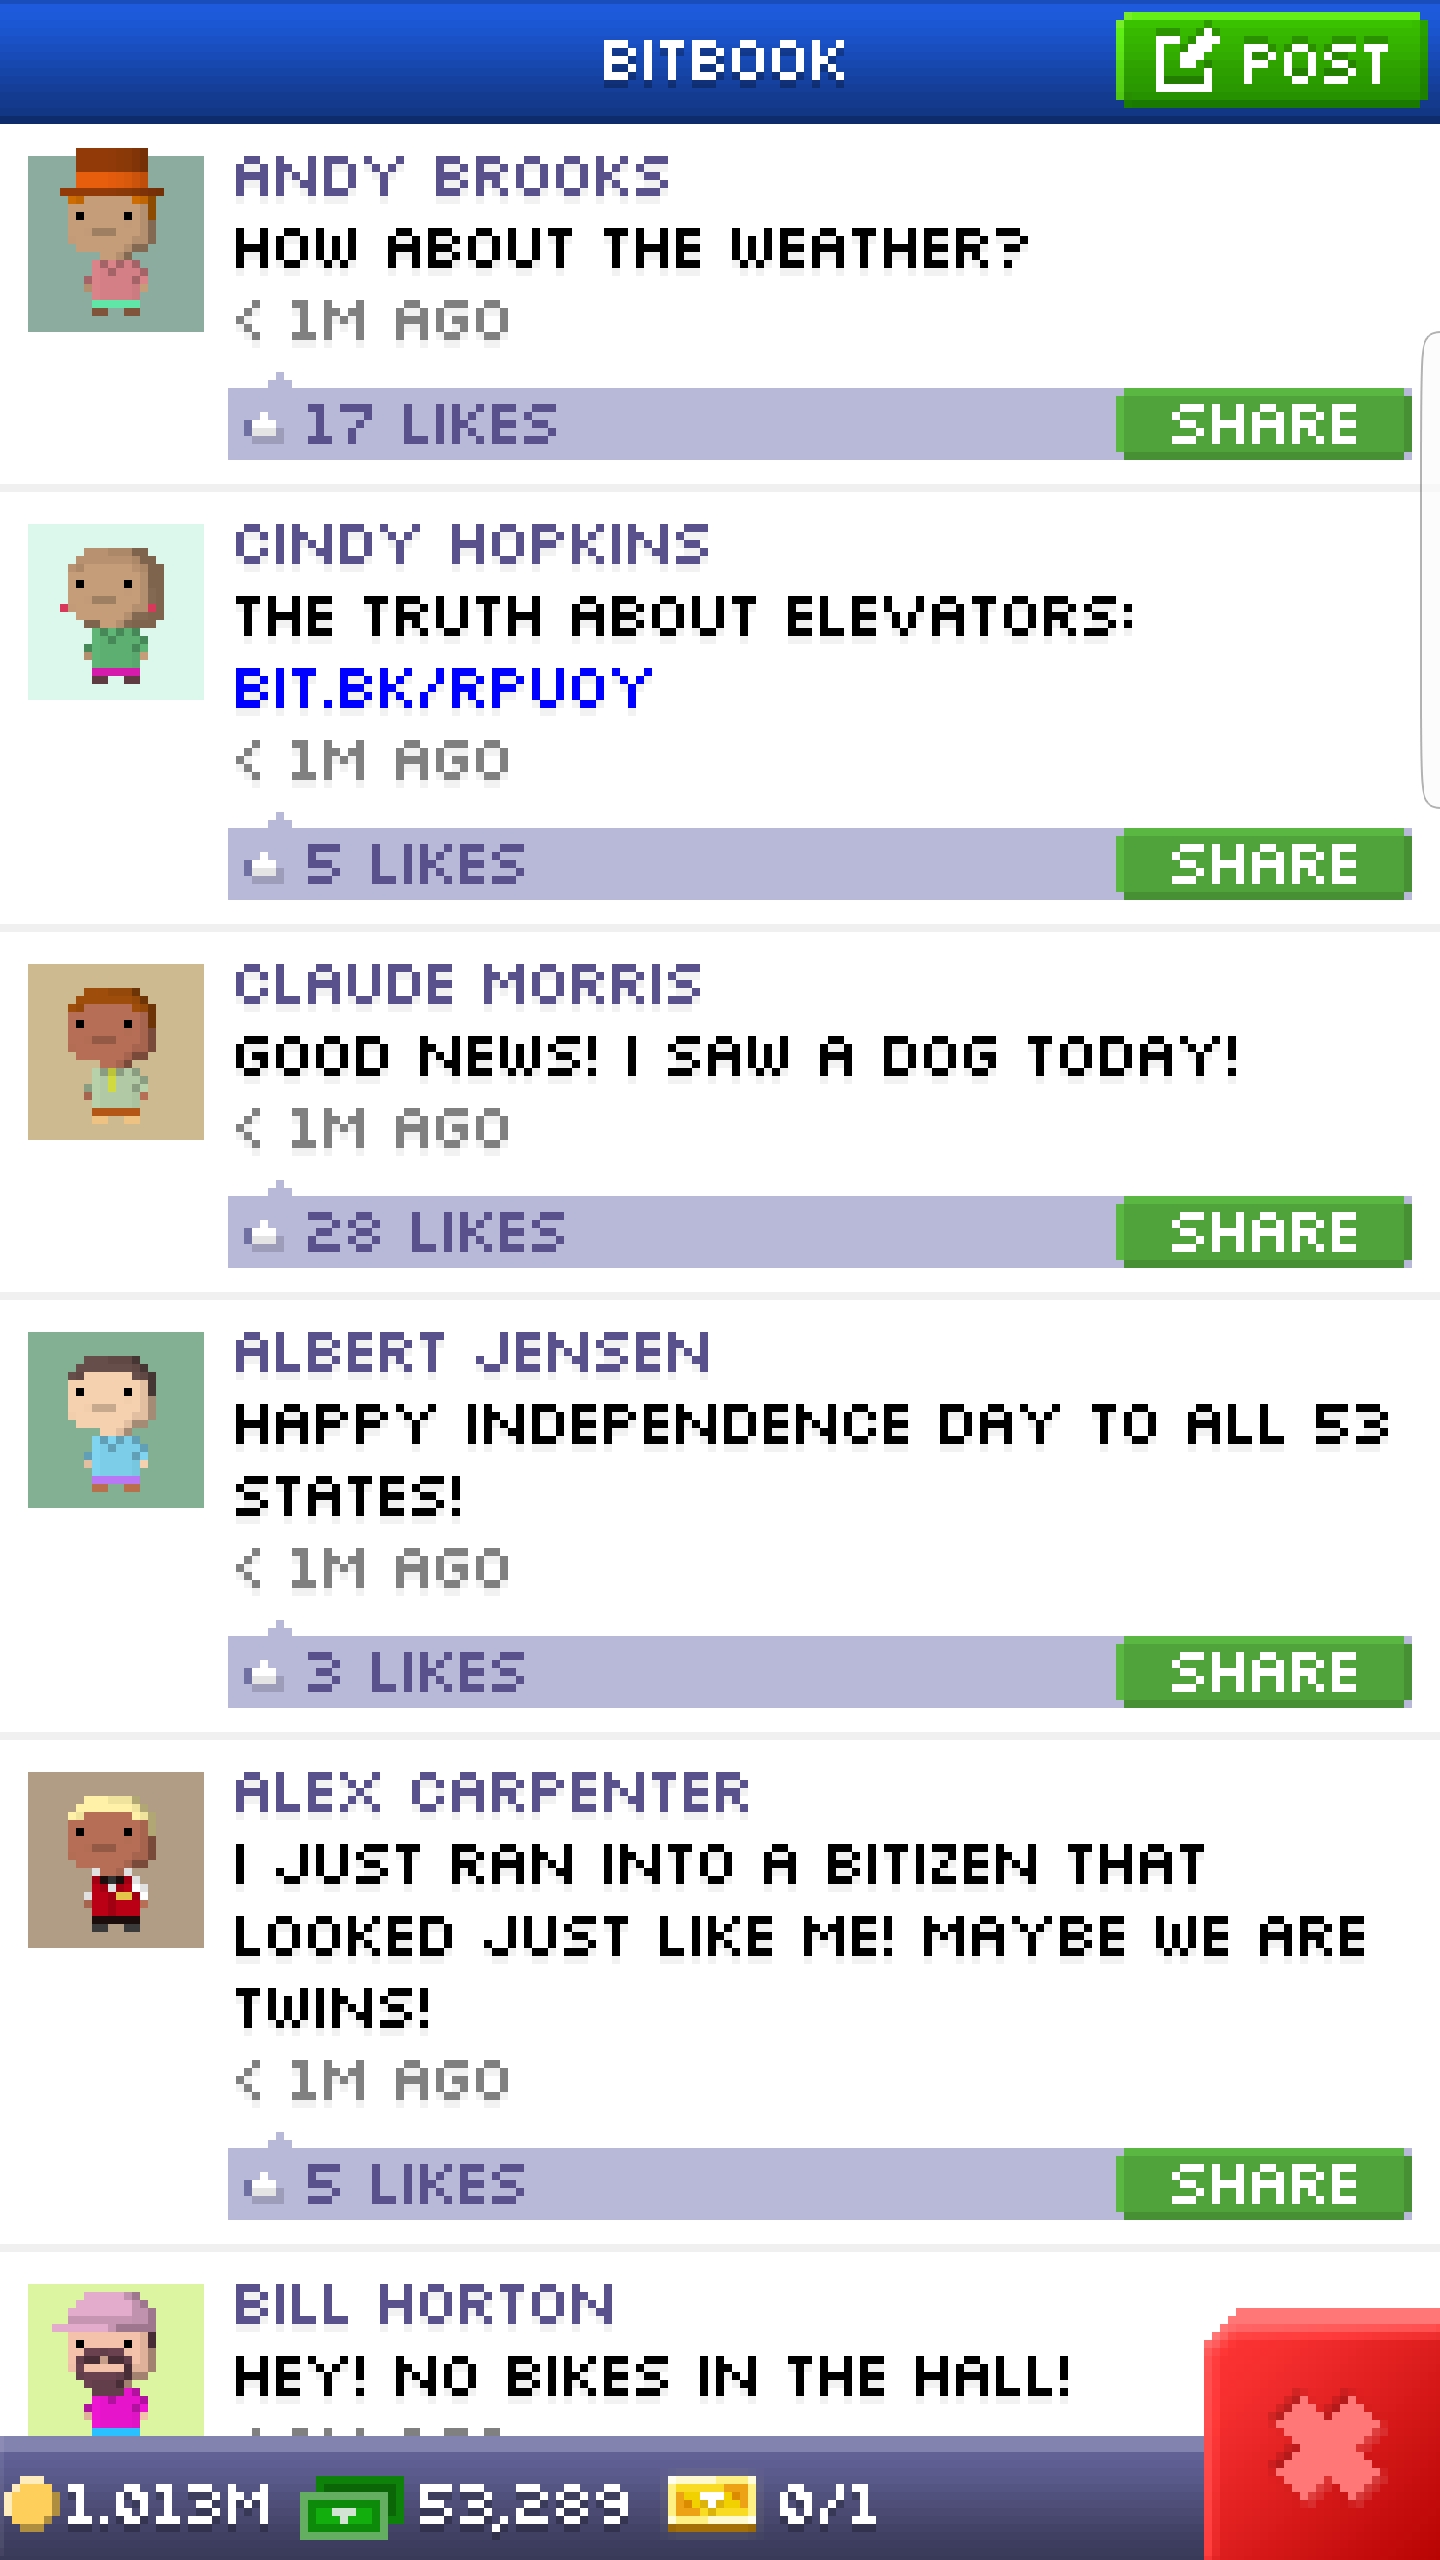 BITBOOK
POST
ANDY BROOKS
HOW ABOUT THE WEATHER?
< 1M AGO
17 LIKES
SHARE
CINDY HOPKINS
THE TRUTH ABOUT ELEVATORS:
BIT.BK/RPUOY
< 1M AGO
5 LIKES
SHARE
CLAUDE MORRIS
GOOD NEWS! I SAW A DOG TODAY!
< 1M AGO
28 LIKES
SHARE
ALBERT JENSEN
HAPPY INDEPENDENCE DAY TO ALL 53
STATES!
< 1M AGO
3 LIKES
SHARE
ALEX CARPENTER
I JUST RAN INTO A BITIZEN THAT
LOOKED JUST LIKE ME! MAYBE WE ARE
TWINS!
< 1M AGO
5 LIKES
SHARE
BILL HORTON
HEY! NO BIKES IN THE HALL!
1.013M 53,289 0/1